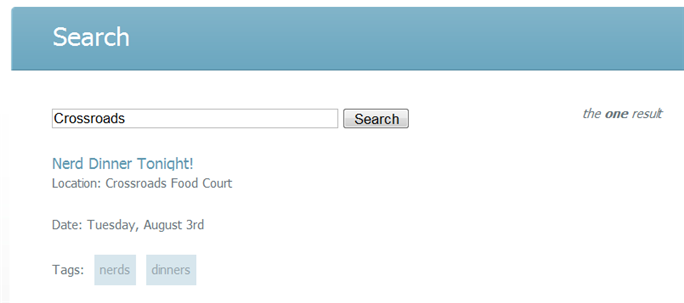 Search
Crossroads
Search
the one result
Nerd Dinner Tonight!
Location: Crossroads Food Court
Date: Tuesday, August 3rd
Tags: nerds dinners